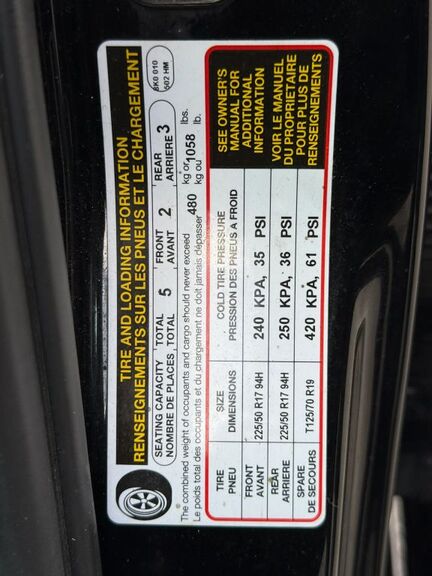 TIRE AND LOADING INFORMATION
RENSEIGNEMENTS SUR LES PNEUS ET LE CHARGEMENT
8K0 010
502 HM
SEATING CAPACITY TOTAL 5 FRONT 2 REAR 3
NOMBRE DE PLACES, TOTAL AVANT ARRIERE
The combined weight of occupants and cargo should never exceed 480 kg or 1058 lbs.
Le poids total des occupants et du chargement ne doit jamais dépasser kg ou lb.
TIRE SIZE COLD TIRE PRESSURE
PNEU DIMENSIONS PRESSION DES PNEUS A FROID
FRONT 225/50 R17 94H 240 KPA, 35 PSI
AVANT
REAR 225/50 R17 94H 250 KPA, 36 PSI
ARRIERE
SPARE T125/70 R19 420 KPA, 61 PSI
DE SECOURS
SEE OWNER'S
MANUAL FOR
ADDITIONAL
INFORMATION
VOIR LE MANUEL
DU PROPRIETAIRE
POUR PLUS DE
RENSEIGNEMENTS